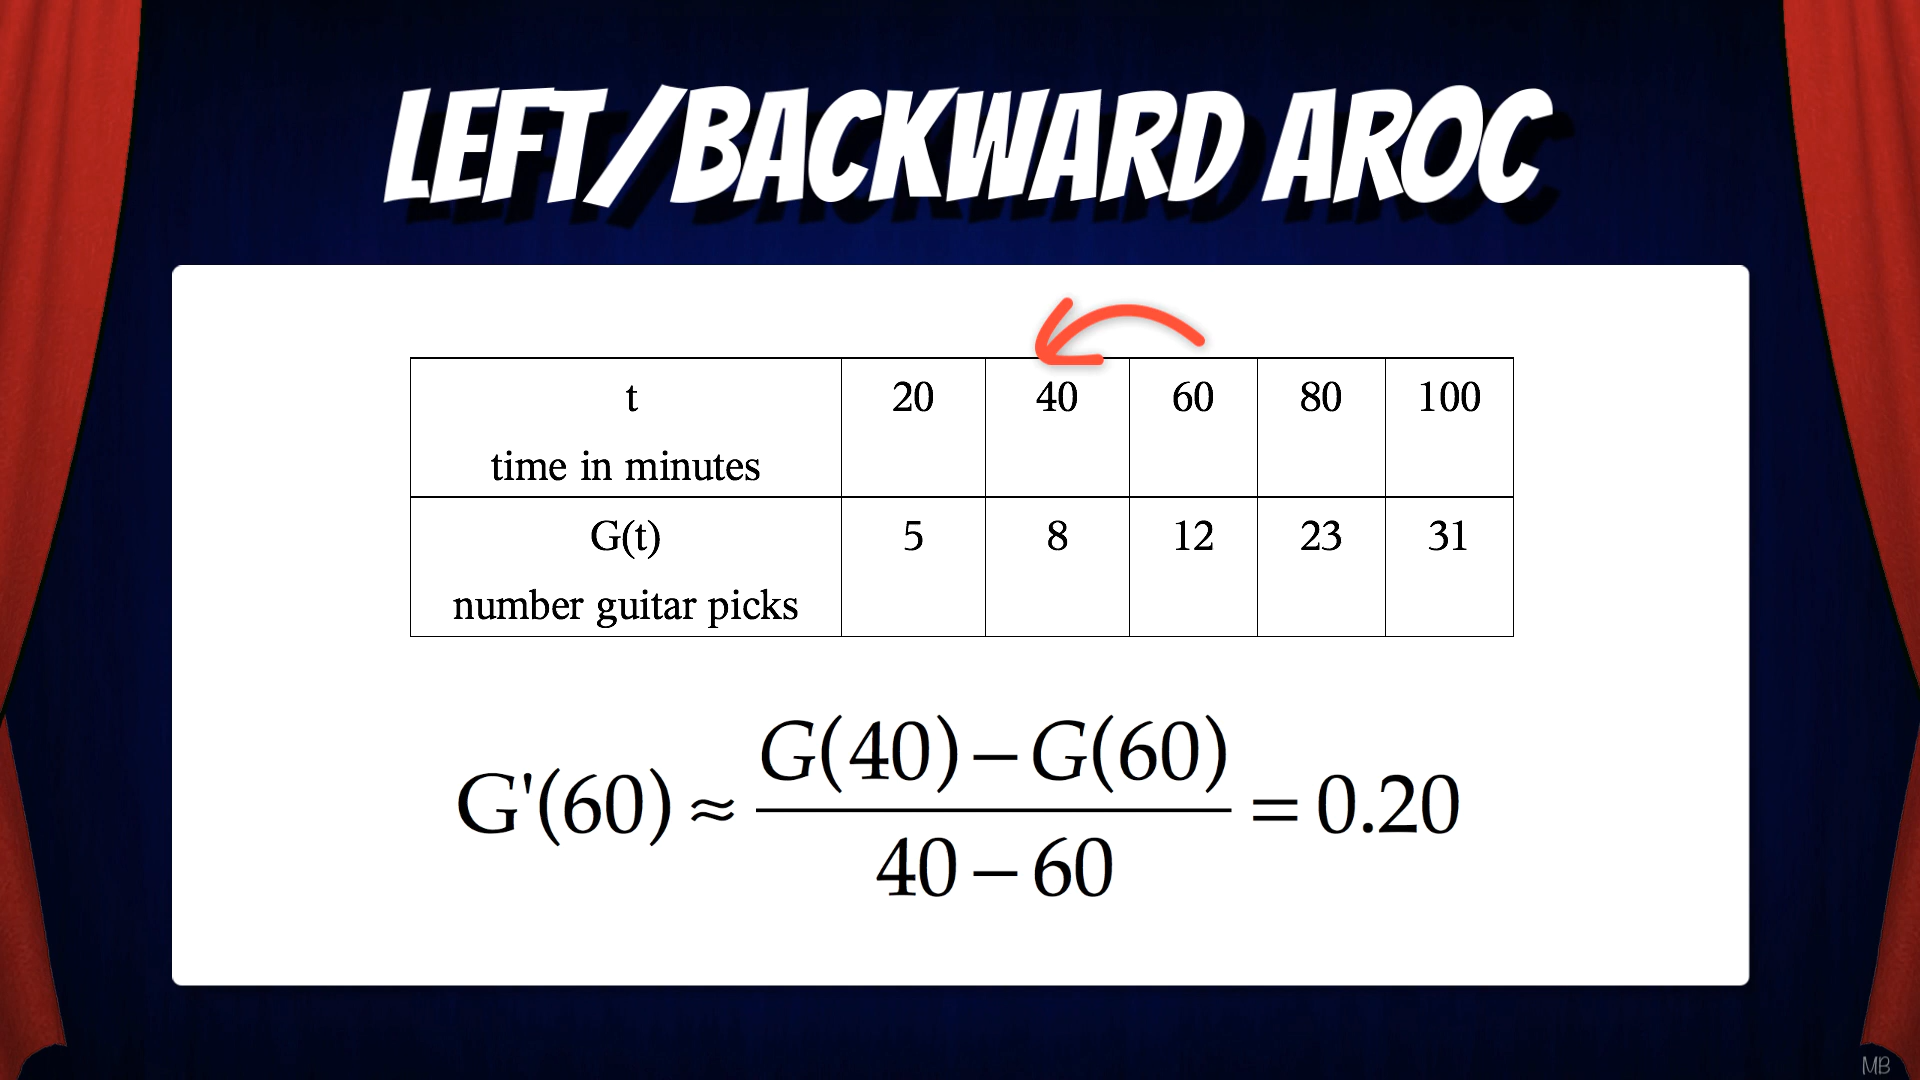 LEFT/BACKWARD AROC
t 20 40 60 80 100
time in minutes
G(t) 5 8 12 23 31
number guitar picks
G(40) – G(60)
G'(60) ≈ = 0.20
40 – 60
MB